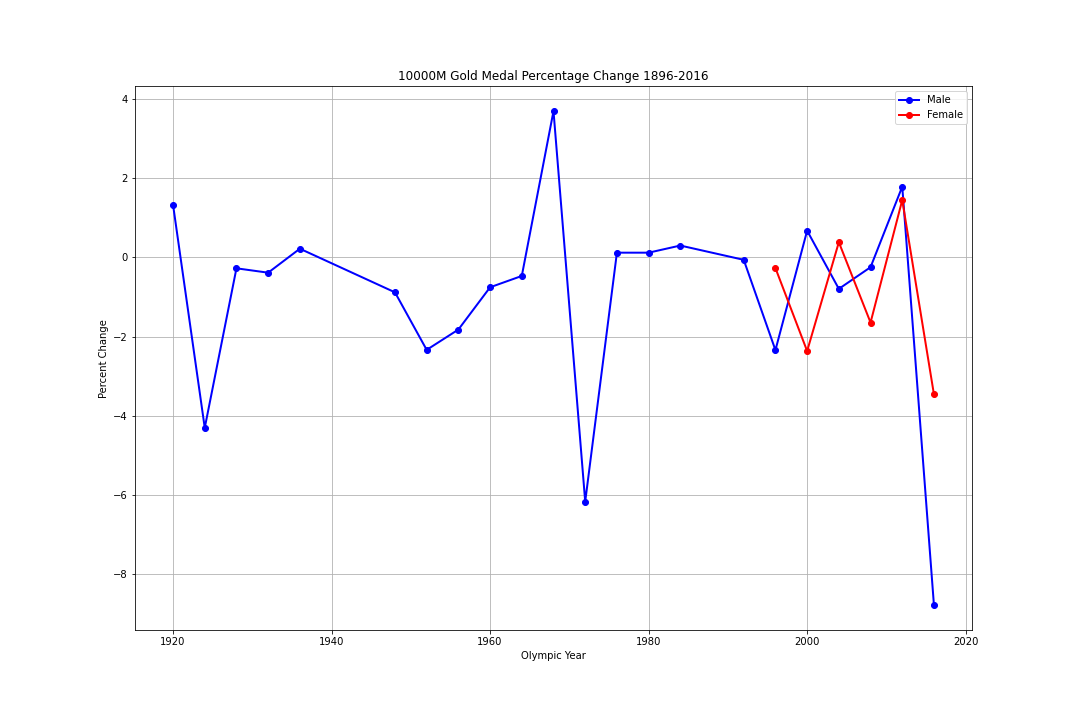 10000M Gold Medal Percentage Change 1896-2016
Male
Female
4
2
0
−2
−4
−6
−8
Percent Change
1920
1940
1960
1980
2000
2020
Olympic Year